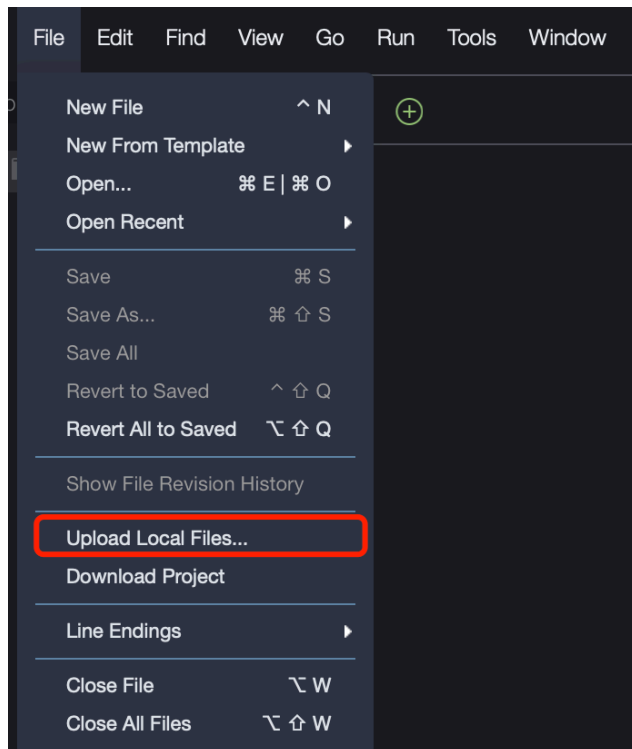 File Edit Find View Go Run Tools Window
New File ^ N
New From Template
Open... ⌘ E | ⌘ O
Open Recent
Save ⌘ S
Save As... ⌘ ⇧ S
Save All
Revert to Saved ^ ⇧ Q
Revert All to Saved ⌥ ⇧ Q
Show File Revision History
Upload Local Files...
Download Project
Line Endings
Close File ⌥ W
Close All Files ⌥ ⇧ W